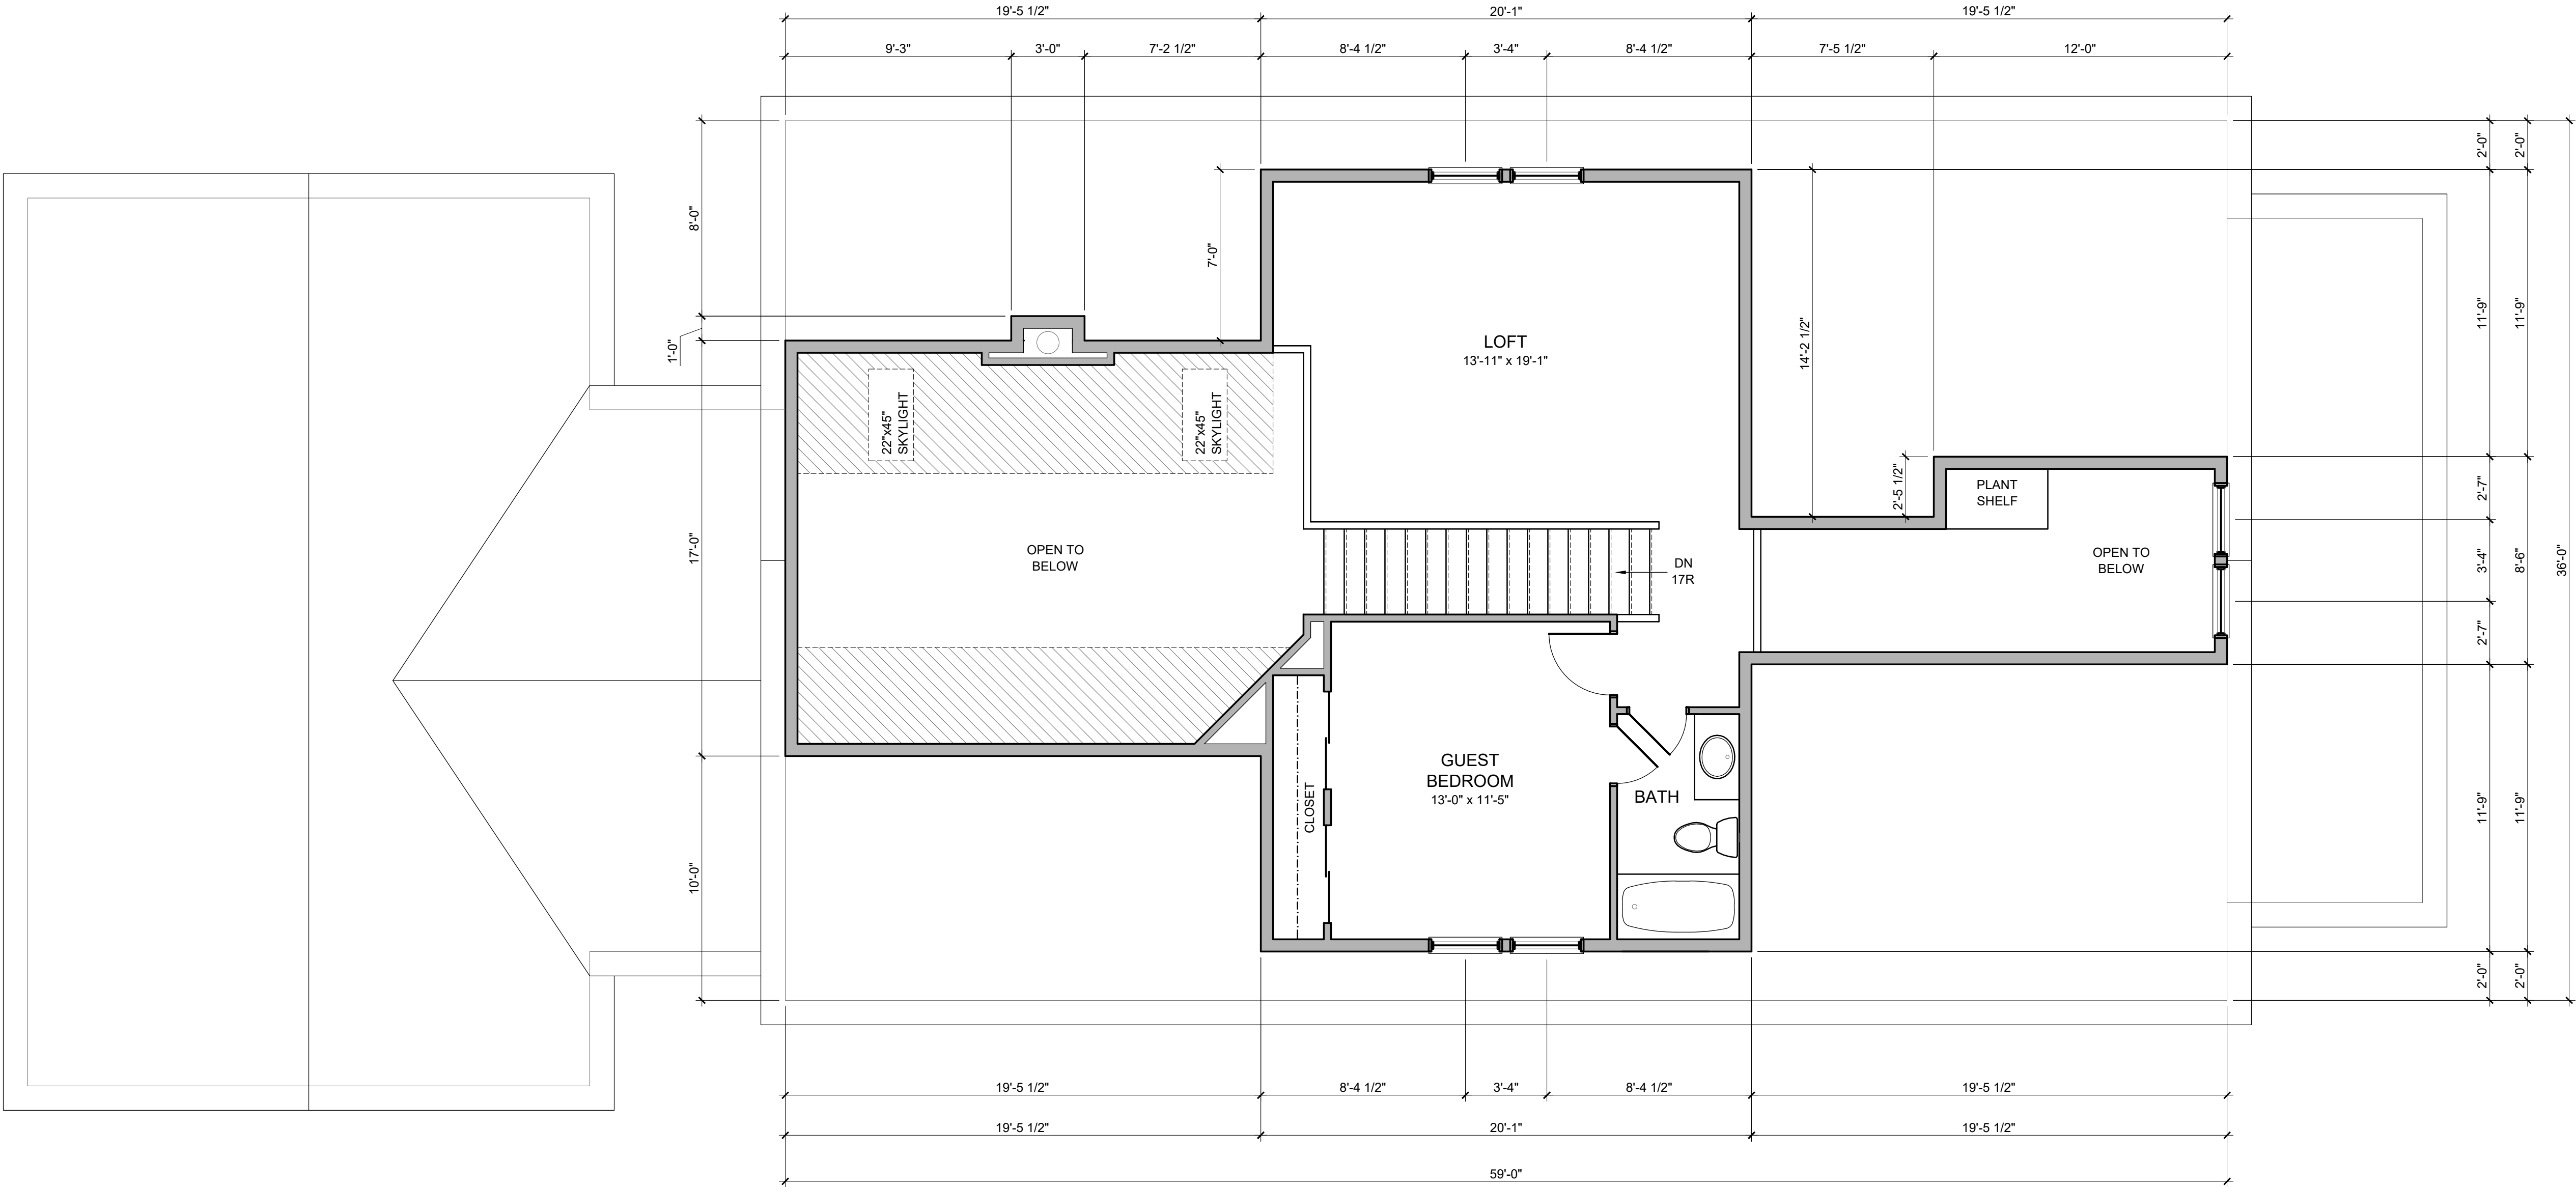 19'-5 1/2"
20'-1"
19'-5 1/2"
9'-3"
3'-0"
7'-2 1/2"
8'-4 1/2"
3'-4"
8'-4 1/2"
7'-5 1/2"
12'-0"
8'-0"
1'-0"
17'-0"
10'-0"
7'-0"
14'-2 1/2"
2'-5 1/2"
2'-0"
11'-9"
2'-7"
3'-4"
2'-7"
11'-9"
2'-0"
2'-0"
11'-9"
8'-6"
11'-9"
2'-0"
36'-0"
LOFT
13'-11" x 19'-1"
22"x45"
SKYLIGHT
22"x45"
SKYLIGHT
OPEN TO
BELOW
DN
17R
PLANT
SHELF
OPEN TO
BELOW
GUEST
BEDROOM
13'-0" x 11'-5"
CLOSET
BATH
19'-5 1/2"
8'-4 1/2"
3'-4"
8'-4 1/2"
19'-5 1/2"
19'-5 1/2"
20'-1"
19'-5 1/2"
59'-0"